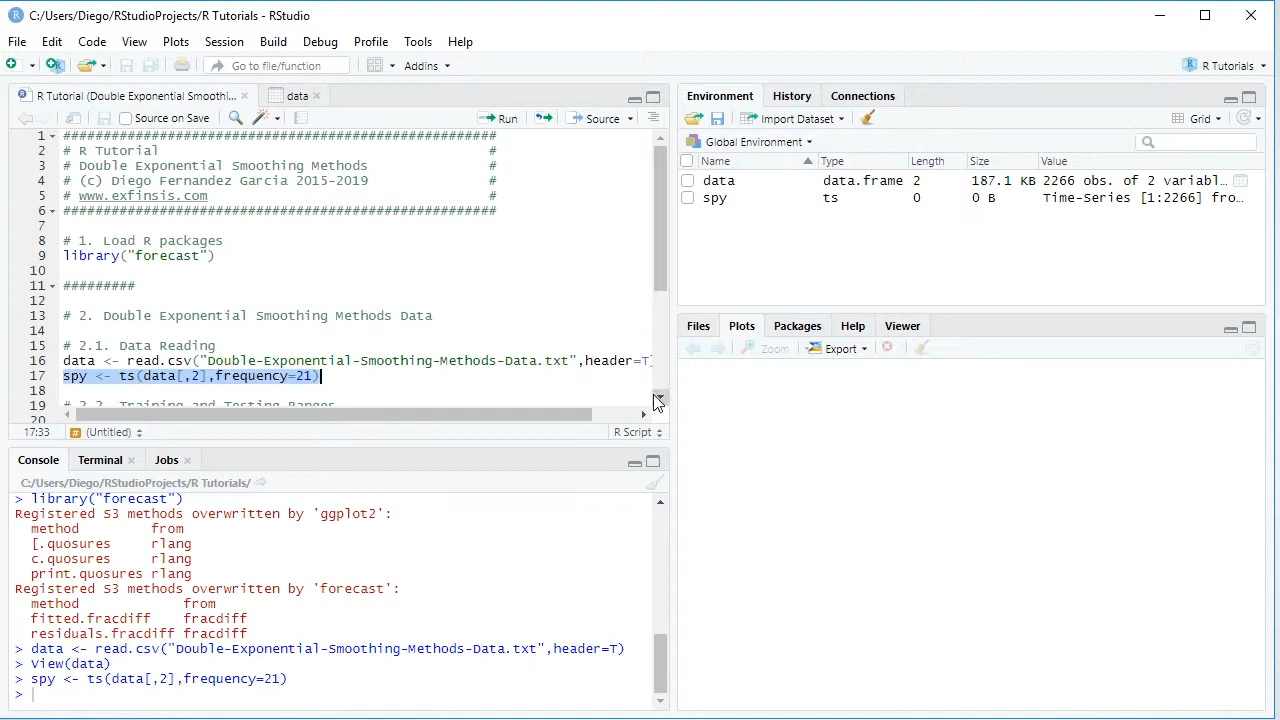 C:/Users/Diego/RStudioProjects/R Tutorials - RStudio
File Edit Code View Plots Session Build Debug Profile Tools Help
Go to file/function Addins R Tutorials
R Tutorial (Double Exponential Smoothi... data
Source on Save Run Source
1 #####################################################
2 # R Tutorial #
3 # Double Exponential Smoothing Methods #
4 # (c) Diego Fernandez Garcia 2015-2019 #
5 # www.exfinsis.com #
6 #####################################################
7
8 # 1. Load R packages
9 library("forecast")
10
11 #########
12
13 # 2. Double Exponential Smoothing Methods Data
14
15 # 2.1. Data Reading
16 data <- read.csv("Double-Exponential-Smoothing-Methods-Data.txt",header=T)
17 spy <- ts(data[,2],frequency=21)
18
19 # 2.2. Training and Testing Ranges
20
17:33 (Untitled) R Script
Console Terminal Jobs
C:/Users/Diego/RStudioProjects/R Tutorials/
> library("forecast")
Registered S3 methods overwritten by 'ggplot2':
method from
[.quosures rlang
c.quosures rlang
print.quosures rlang
Registered S3 methods overwritten by 'forecast':
method from
fitted.fracdiff fracdiff
residuals.fracdiff fracdiff
> data <- read.csv("Double-Exponential-Smoothing-Methods-Data.txt",header=T)
> View(data)
> spy <- ts(data[,2],frequency=21)
>
Environment History Connections
Import Dataset Grid
Global Environment
Name Type Length Size Value
data data.frame 2 187.1 KB 2266 obs. of 2 variabl...
spy ts 0 0 B Time-Series [1:2266] fro...
Files Plots Packages Help Viewer
Zoom Export